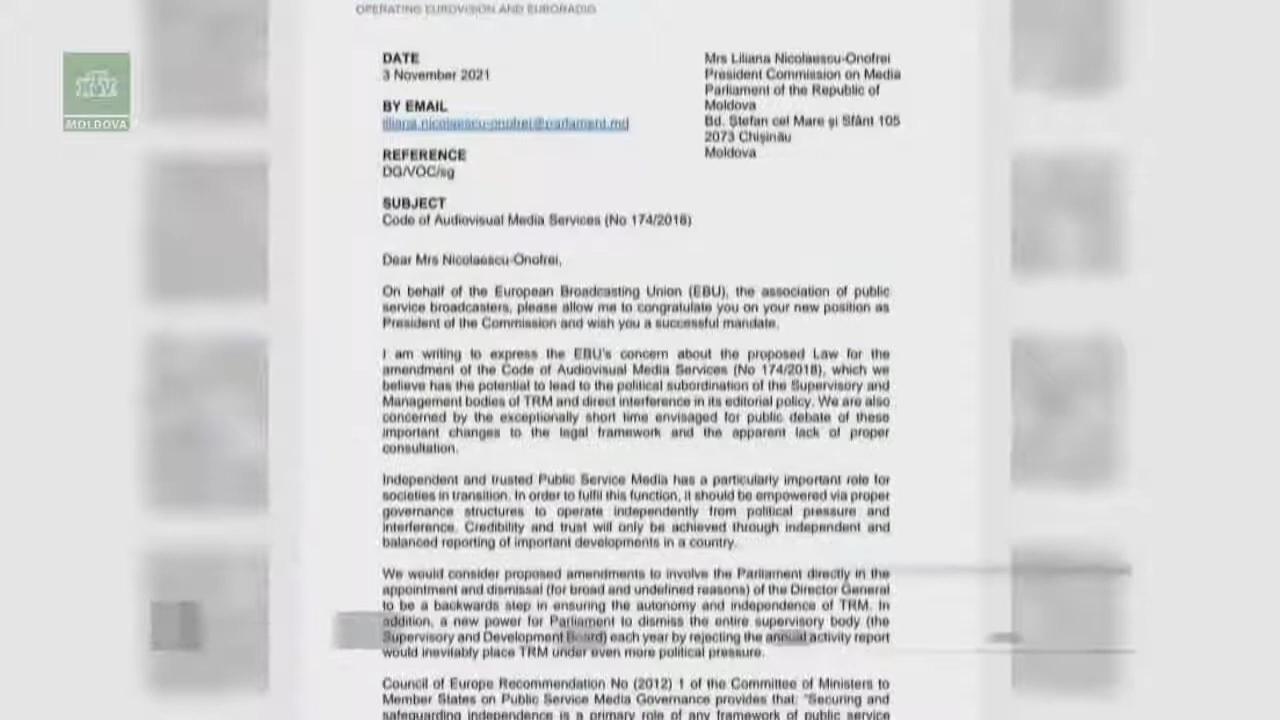 OPERATING EUROVISION AND EURORADIO
НТV
MOLDOVA
DATE
3 November 2021
BY EMAIL
liliana.nicolaescu-onofrei@parlament.md
REFERENCE
DG/VOC/sg
SUBJECT
Code of Audiovisual Media Services (No 174/2018)
Mrs Liliana Nicolaescu-Onofrei
President Commission on Media
Parliament of the Republic of
Moldova
Bd. Ştefan cel Mare şi Sfânt 105
2073 Chişinău
Moldova
Dear Mrs Nicolaescu-Onofrei,
On behalf of the European Broadcasting Union (EBU), the association of public
service broadcasters, please allow me to congratulate you on your new position as
President of the Commission and wish you a successful mandate.
I am writing to express the EBU's concern about the proposed Law for the
amendment of the Code of Audiovisual Media Services (No 174/2018), which we
believe has the potential to lead to the political subordination of the Supervisory and
Management bodies of TRM and direct interference in its editorial policy. We are also
concerned by the exceptionally short time envisaged for public debate of these
important changes to the legal framework and the apparent lack of proper
consultation.
Independent and trusted Public Service Media has a particularly important role for
societies in transition. In order to fulfil this function, it should be empowered via proper
governance structures to operate independently from political pressure and
interference. Credibility and trust will only be achieved through independent and
balanced reporting of important developments in a country.
We would consider proposed amendments to involve the Parliament directly in the
appointment and dismissal (for broad and undefined reasons) of the Director General
to be a backwards step in ensuring the autonomy and independence of TRM. In
addition, a new power for Parliament to dismiss the entire supervisory body (the
Supervisory and Development Board) each year by rejecting the annual activity report
would inevitably place TRM under even more political pressure.
Council of Europe Recommendation No (2012) 1 of the Committee of Ministers to
Member States on Public Service Media Governance provides that: "Securing and
safeguarding independence is a primary role of any framework of public service